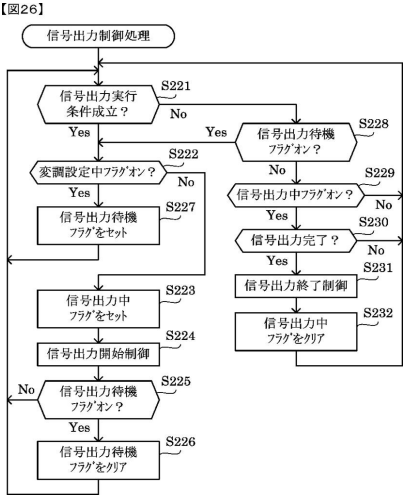 【図26】
信号出力制御処理
S221
信号出力実行
条件成立？
No
Yes
Yes
S228
信号出力待機
フラグオン？
No
S222
変調設定中フラグオン？
No
Yes
S229
信号出力中フラグオン？
No
Yes
S227
信号出力待機
フラグをセット
S230
信号出力完了？
No
Yes
S231
信号出力終了制御
S223
信号出力中
フラグをセット
S232
信号出力中
フラグをクリア
S224
信号出力開始制御
S225
信号出力待機
フラグオン？
No
Yes
S226
信号出力待機
フラグをクリア